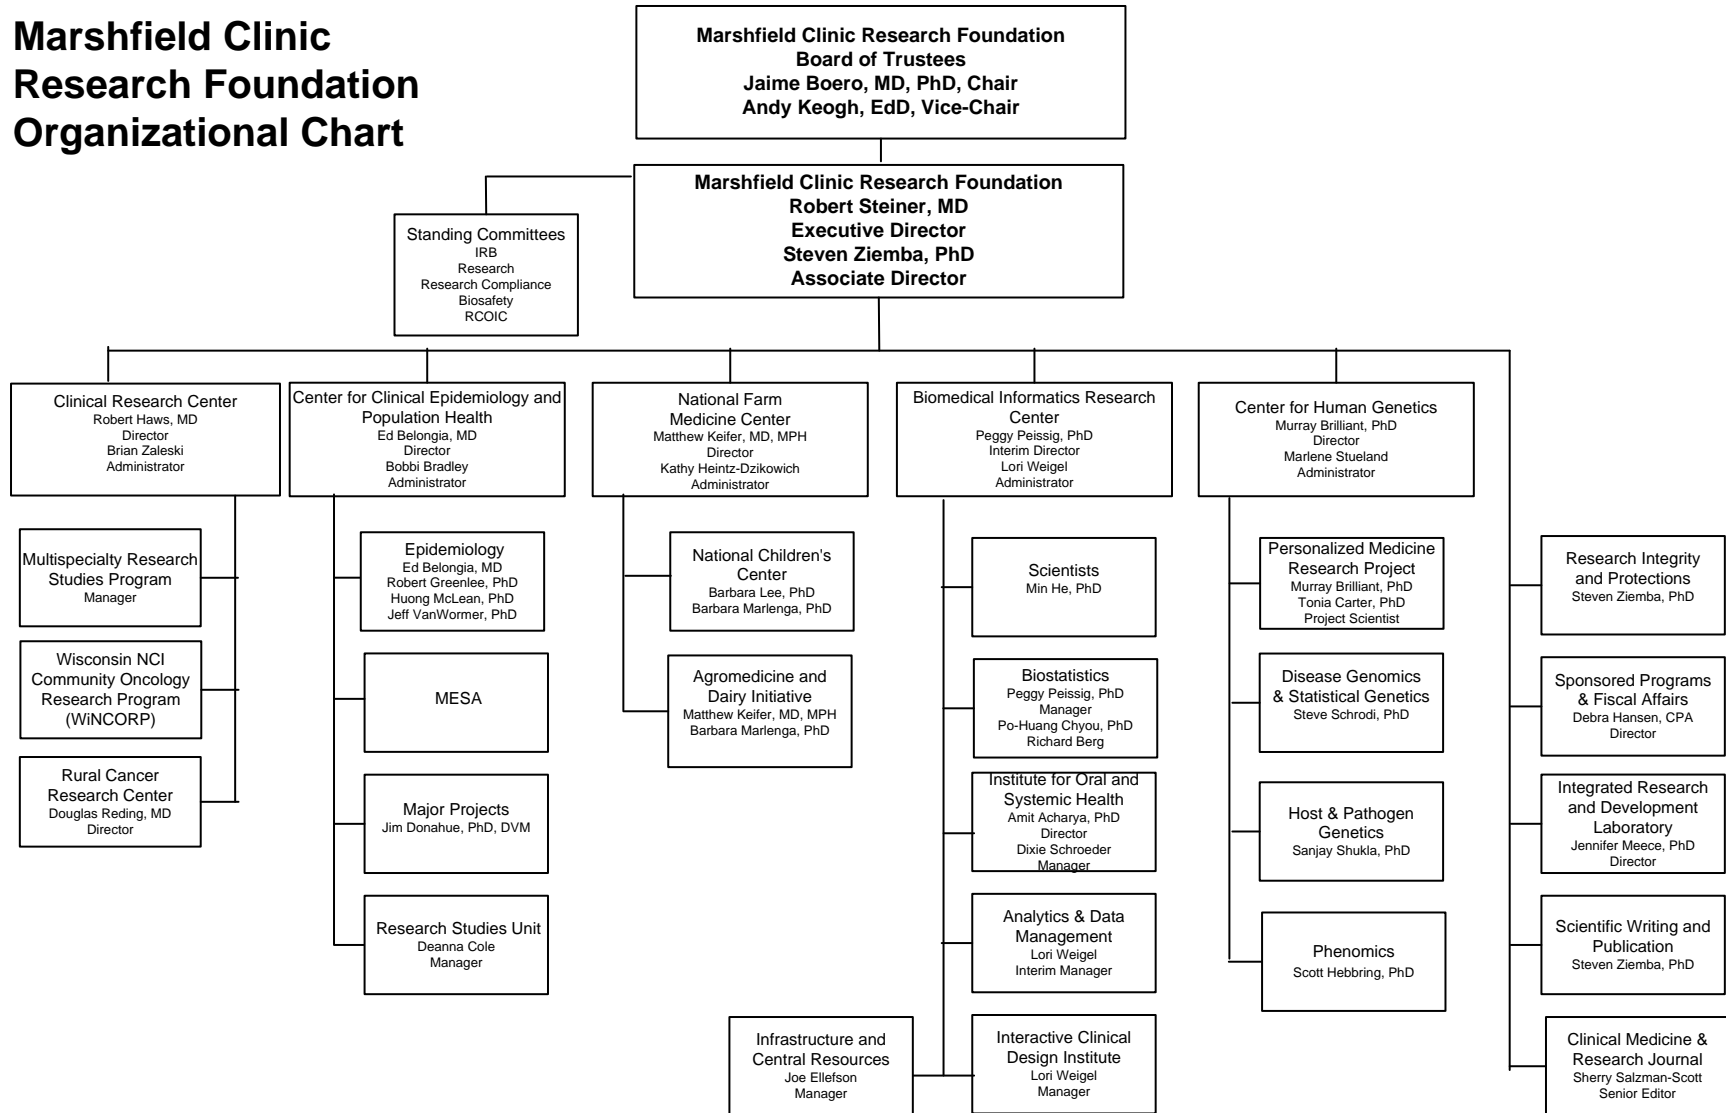 Marshfield Clinic
Research Foundation
Organizational Chart
Marshfield Clinic Research Foundation
Board of Trustees
Jaime Boero, MD, PhD, Chair
Andy Keogh, EdD, Vice-Chair
Marshfield Clinic Research Foundation
Robert Steiner, MD
Executive Director
Steven Ziemba, PhD
Associate Director
Standing Committees
IRB
Research
Research Compliance
Biosafety
RCOIC
Clinical Research Center
Robert Haws, MD
Director
Brian Zaleski
Administrator
Center for Clinical Epidemiology and
Population Health
Ed Belongia, MD
Director
Bobbi Bradley
Administrator
National Farm
Medicine Center
Matthew Keifer, MD, MPH
Director
Kathy Heintz-Dzikowich
Administrator
Biomedical Informatics Research
Center
Peggy Peissig, PhD
Interim Director
Lori Weigel
Administrator
Center for Human Genetics
Murray Brilliant, PhD
Director
Marlene Stueland
Administrator
Multispecialty Research
Studies Program
Manager
Wisconsin NCI
Community Oncology
Research Program
(WiNCORP)
Rural Cancer
Research Center
Douglas Reding, MD
Director
Epidemiology
Ed Belongia, MD
Robert Greenlee, PhD
Huong McLean, PhD
Jeff VanWormer, PhD
MESA
Major Projects
Jim Donahue, PhD, DVM
Research Studies Unit
Deanna Cole
Manager
National Children's
Center
Barbara Lee, PhD
Barbara Marlenga, PhD
Agromedicine and
Dairy Initiative
Matthew Keifer, MD, MPH
Barbara Marlenga, PhD
Scientists
Min He, PhD
Biostatistics
Peggy Peissig, PhD
Manager
Po-Huang Chyou, PhD
Richard Berg
Institute for Oral and
Systemic Health
Amit Acharya, PhD
Director
Dixie Schroeder
Manager
Analytics & Data
Management
Lori Weigel
Interim Manager
Infrastructure and
Central Resources
Joe Ellefson
Manager
Interactive Clinical
Design Institute
Lori Weigel
Manager
Personalized Medicine
Research Project
Murray Brilliant, PhD
Tonia Carter, PhD
Project Scientist
Disease Genomics
& Statistical Genetics
Steve Schrodi, PhD
Host & Pathogen
Genetics
Sanjay Shukla, PhD
Phenomics
Scott Hebbring, PhD
Research Integrity
and Protections
Steven Ziemba, PhD
Sponsored Programs
& Fiscal Affairs
Debra Hansen, CPA
Director
Integrated Research
and Development
Laboratory
Jennifer Meece, PhD
Director
Scientific Writing and
Publication
Steven Ziemba, PhD
Clinical Medicine &
Research Journal
Sherry Salzman-Scott
Senior Editor